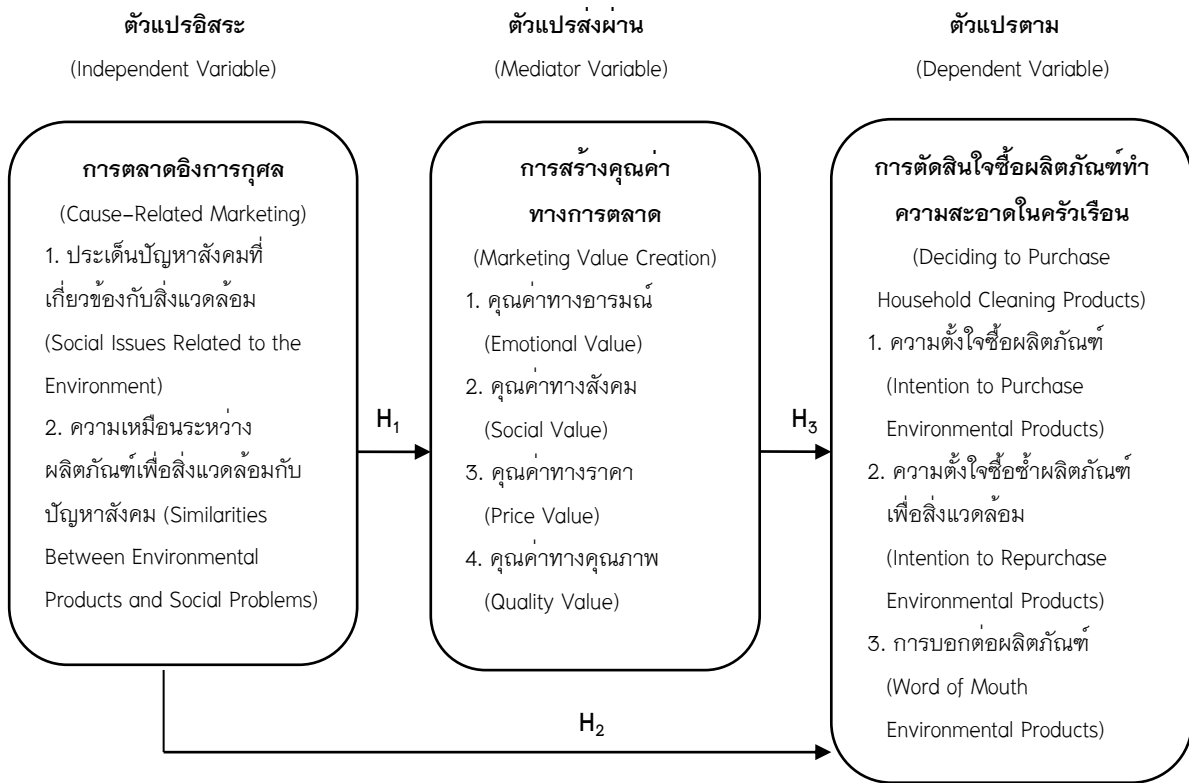 ตัวแปรอิสระ
(Independent Variable)
การตลาดอิงการกุศล
(Cause-Related Marketing)
1. ประเด็นปัญหาสังคมที่
เกี่ยวข้องกับสิ่งแวดล้อม
(Social Issues Related to the
Environment)
2. ความเหมือนระหว่าง
ผลิตภัณฑ์เพื่อสิ่งแวดล้อมกับ
ปัญหาสังคม (Similarities
Between Environmental
Products and Social Problems)
H₁
ตัวแปรส่งผ่าน
(Mediator Variable)
การสร้างคุณค่า
ทางการตลาด
(Marketing Value Creation)
1. คุณค่าทางอารมณ์
(Emotional Value)
2. คุณค่าทางสังคม
(Social Value)
3. คุณค่าทางราคา
(Price Value)
4. คุณค่าทางคุณภาพ
(Quality Value)
H₃
ตัวแปรตาม
(Dependent Variable)
การตัดสินใจซื้อผลิตภัณฑ์ทำ
ความสะอาดในครัวเรือน
(Deciding to Purchase
Household Cleaning Products)
1. ความตั้งใจซื้อผลิตภัณฑ์
(Intention to Purchase
Environmental Products)
2. ความตั้งใจซื้อซ้ำผลิตภัณฑ์
เพื่อสิ่งแวดล้อม
(Intention to Repurchase
Environmental Products)
3. การบอกต่อผลิตภัณฑ์
(Word of Mouth
Environmental Products)
H₂